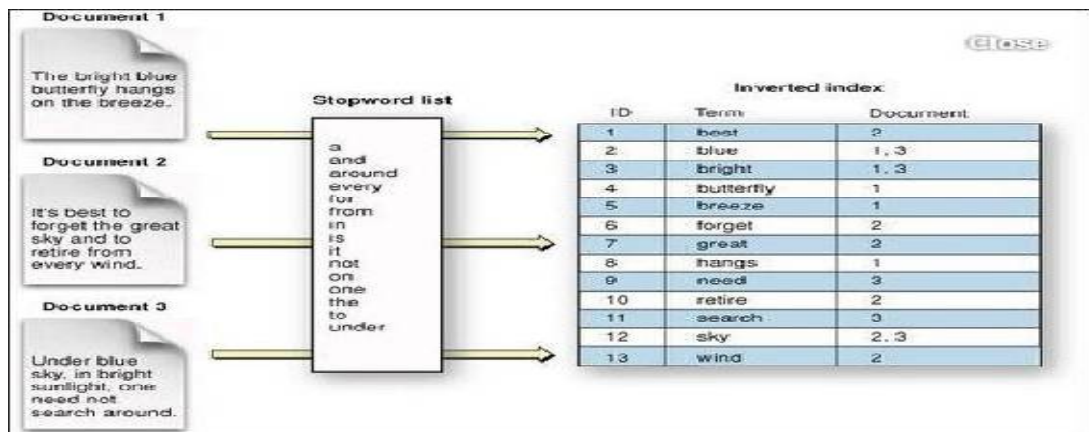 Document 1
The bright blue
butterfly hangs
on the breeze.
Document 2
It's best to
forget the great
sky and to
retire from
every wind.
Document 3
Under blue
sky, in bright
sunlight, one
need not
search around.
Stopword list
a
and
around
every
for
from
in
is
it
not
on
one
the
to
under
Close
Inverted index
ID Term Document
1 best 2
2 blue 1, 3
3 bright 1, 3
4 butterfly 1
5 breeze 1
6 forget 2
7 great 2
8 hangs 1
9 need 3
10 retire 2
11 search 3
12 sky 2, 3
13 wind 2